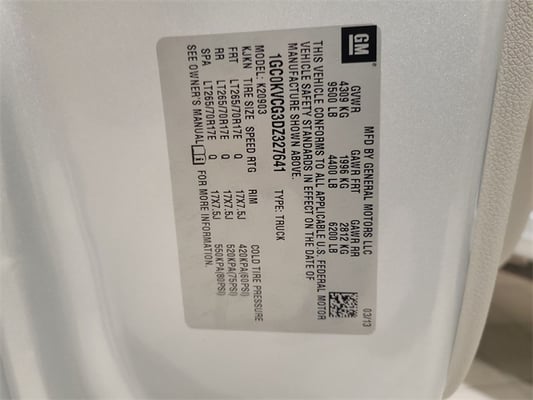 GM
MFD BY GENERAL MOTORS LLC 03/13
GVWR GAWR FRT GAWR RR
4309 KG 1996 KG 2812 KG
9500 LB 4400 LB 6200 LB
THIS VEHICLE CONFORMS TO ALL APPLICABLE U.S. FEDERAL MOTOR
VEHICLE SAFETY STANDARDS IN EFFECT ON THE DATE OF
MANUFACTURE SHOWN ABOVE.
1GC0KVCG3DZ327641 TYPE: TRUCK
MODEL: K20903
KJKN TIRE SIZE SPEED RTG RIM COLD TIRE PRESSURE
FRT LT265/70R17E Q 17X7.5J 420KPA(60PSI)
RR LT265/70R17E Q 17X7.5J 520KPA(75PSI)
SPA LT265/70R17E Q 17X7.5J 550KPA(80PSI)
SEE OWNER'S MANUAL FOR MORE INFORMATION.